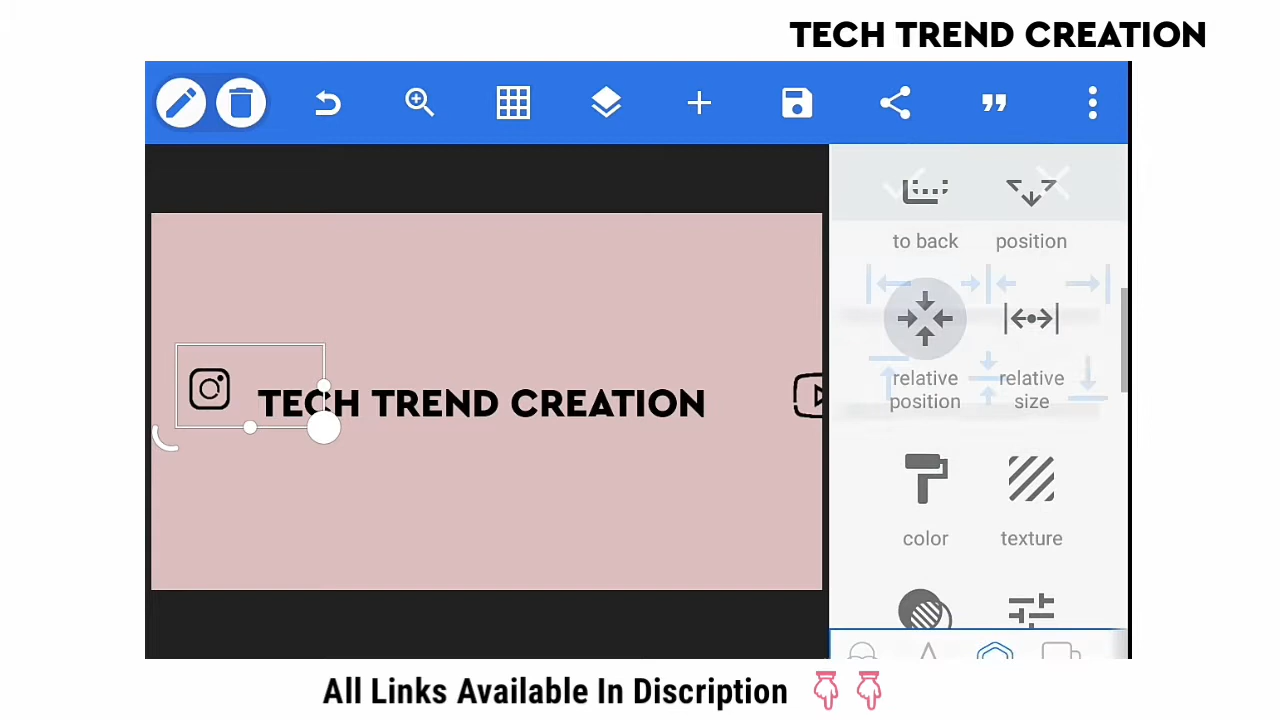 TECH TREND CREATION
to back
position
relative position
relative size
TECH TREND CREATION
color
texture
All Links Available In Discription